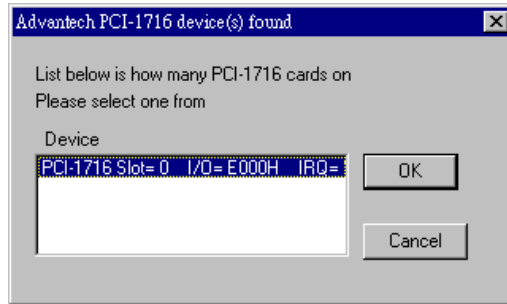 Advantech PCI-1716 device(s) found
List below is how many PCI-1716 cards on
Please select one from
Device
PCI-1716 Slot= 0 I/O= E000H IRQ=
OK
Cancel